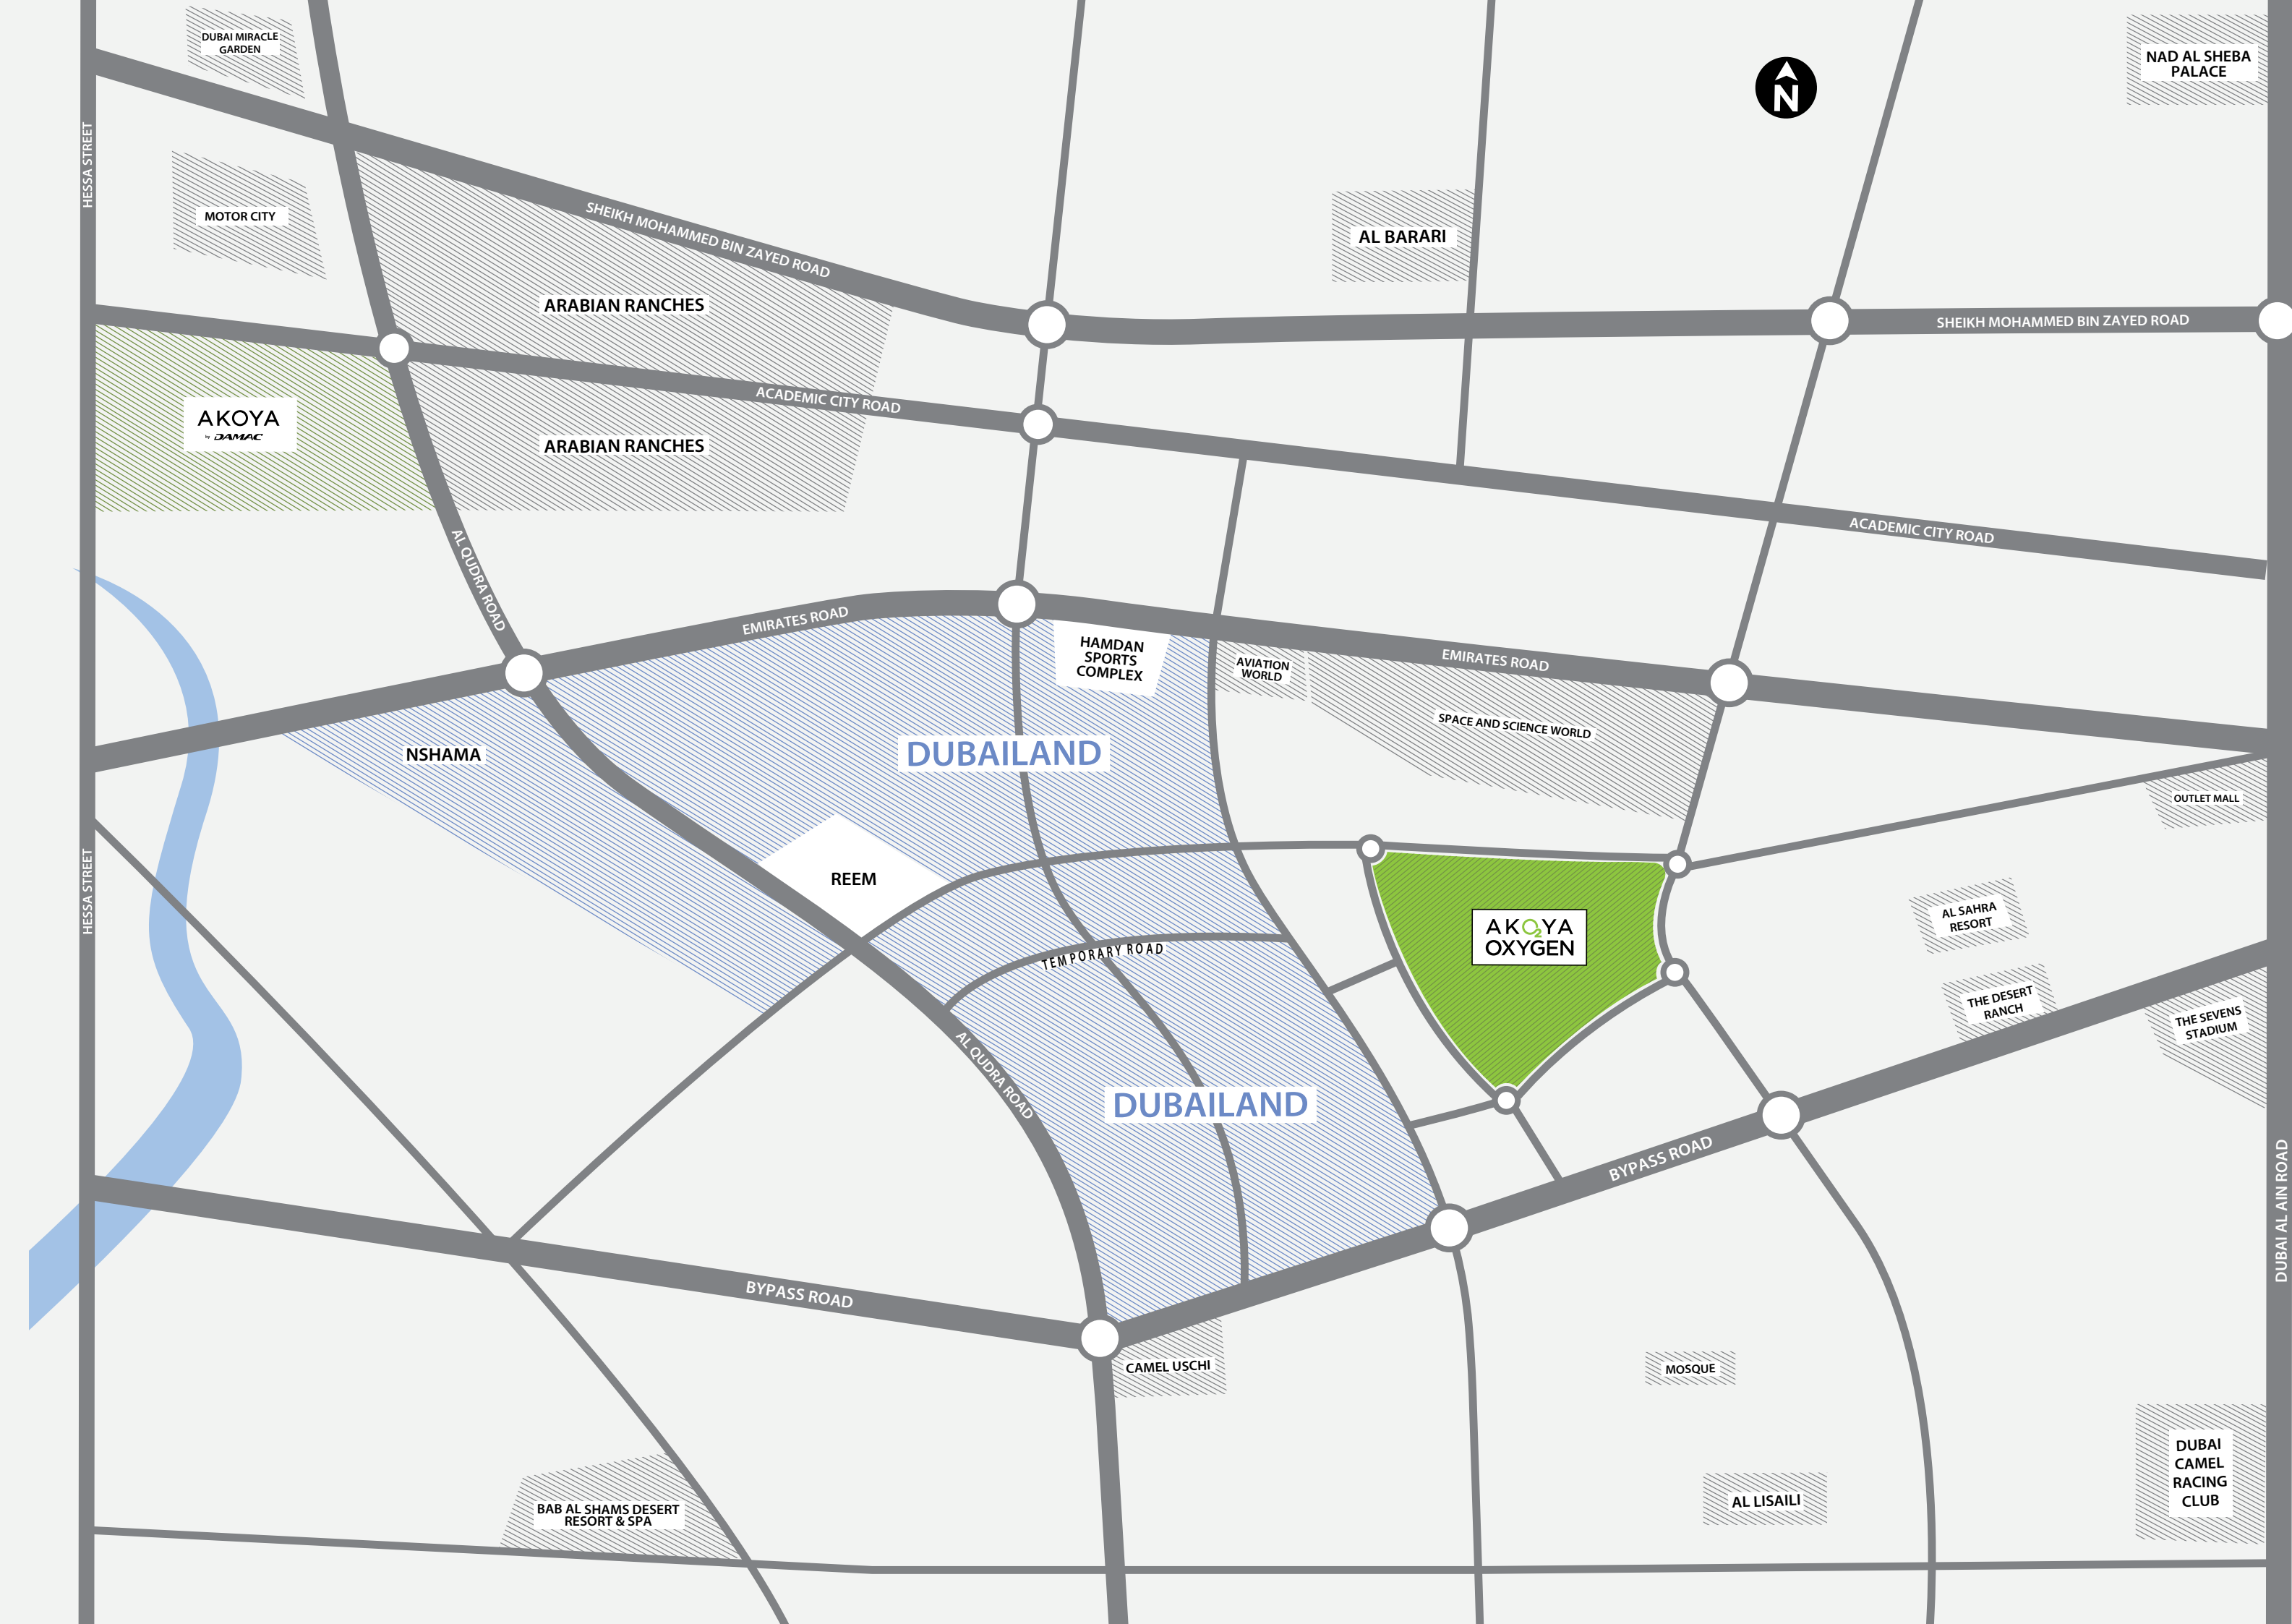 DUBAI MIRACLE
GARDEN
NAD AL SHEBA
PALACE
N
HESSA STREET
MOTOR CITY
SHEIKH MOHAMMED BIN ZAYED ROAD
AL BARARI
ARABIAN RANCHES
SHEIKH MOHAMMED BIN ZAYED ROAD
AKOYA
by DAMAC
ACADEMIC CITY ROAD
ARABIAN RANCHES
ACADEMIC CITY ROAD
AL QUDRA ROAD
EMIRATES ROAD
HAMDAN
SPORTS
COMPLEX
AVIATION
WORLD
EMIRATES ROAD
SPACE AND SCIENCE WORLD
NSHAMA
DUBAILAND
OUTLET MALL
HESSA STREET
REEM
AKO2YA
OXYGEN
AL SAHRA
RESORT
TEMPORARY ROAD
THE DESERT
RANCH
THE SEVENS
STADIUM
AL QUDRA ROAD
DUBAILAND
BYPASS ROAD
DUBAI AL AIN ROAD
BYPASS ROAD
CAMEL USCHI
MOSQUE
DUBAI
CAMEL
RACING
CLUB
AL LISAILI
BAB AL SHAMS DESERT
RESORT & SPA